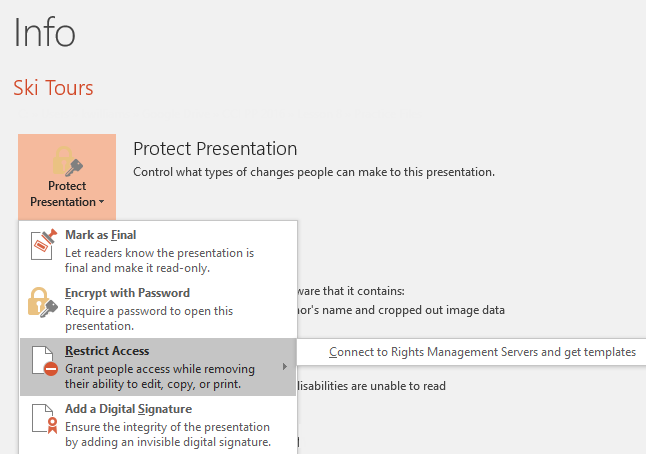 Info
Ski Tours
Protect Presentation
Control what types of changes people can make to this presentation.
Protect
Presentation
Mark as Final
Let readers know the presentation is
final and make it read-only.
Encrypt with Password
Require a password to open this
presentation.
Restrict Access
Grant people access while removing
their ability to edit, copy, or print.
Add a Digital Signature
Ensure the integrity of the presentation
by adding an invisible digital signature.
ware that it contains:
or's name and cropped out image data
Connect to Rights Management Servers and get templates
disabilities are unable to read